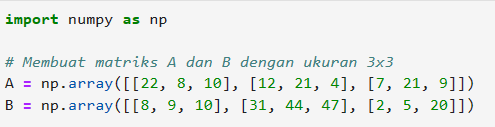 import numpy as np
# Membuat matriks A dan B dengan ukuran 3x3
A = np.array([[22, 8, 10], [12, 21, 4], [7, 21, 9]])
B = np.array([[8, 9, 10], [31, 44, 47], [2, 5, 20]])